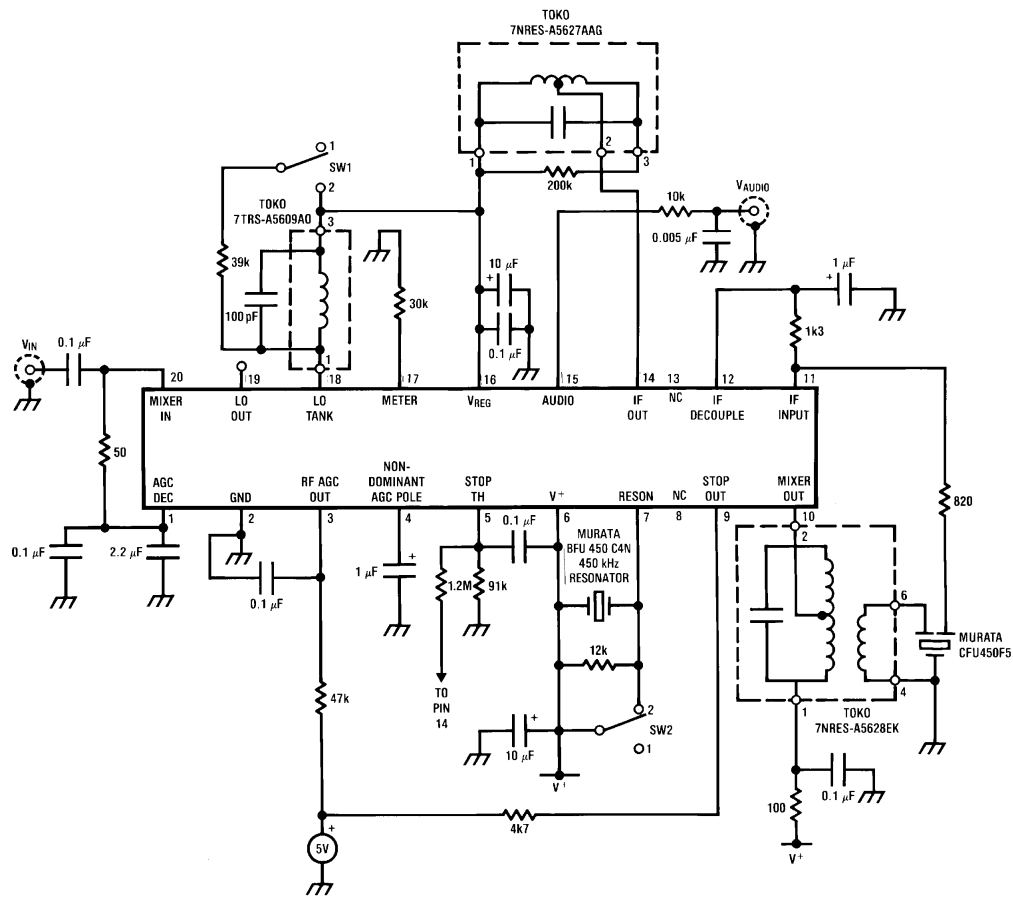 TOKO
7NRES-A5627AAG
1
2
3
200k
1
SW1
2
TOKO
7TRS-A5609AO
3
39k
100 pF
1
30k
10 µF
+
0.1 µF
10k
VAUDIO
0.005 µF
1 µF
+
1k3
VIN
0.1 µF
50
20
19
18
17
16
15
14
13
12
11
MIXER
IN
LO
OUT
LO
TANK
METER
VREG
AUDIO
IF
OUT
NC
IF
DECOUPLE
IF
INPUT
AGC
DEC
GND
RF AGC
OUT
NON-
DOMINANT
AGC POLE
STOP
TH
V+
RESON
NC
STOP
OUT
MIXER
OUT
1
2
3
4
5
6
7
8
9
10
0.1 µF
2.2 µF
0.1 µF
1 µF
+
1.2M
91k
0.1 µF
MURATA
BFU 450 C4N
450 kHz
RESONATOR
12k
TO
PIN
14
47k
10 µF
+
2
SW2
1
V+
4k7
+
5V
820
2
6
4
1
MURATA
CFU450F5
TOKO
7NRES-A5628EK
0.1 µF
100
V+